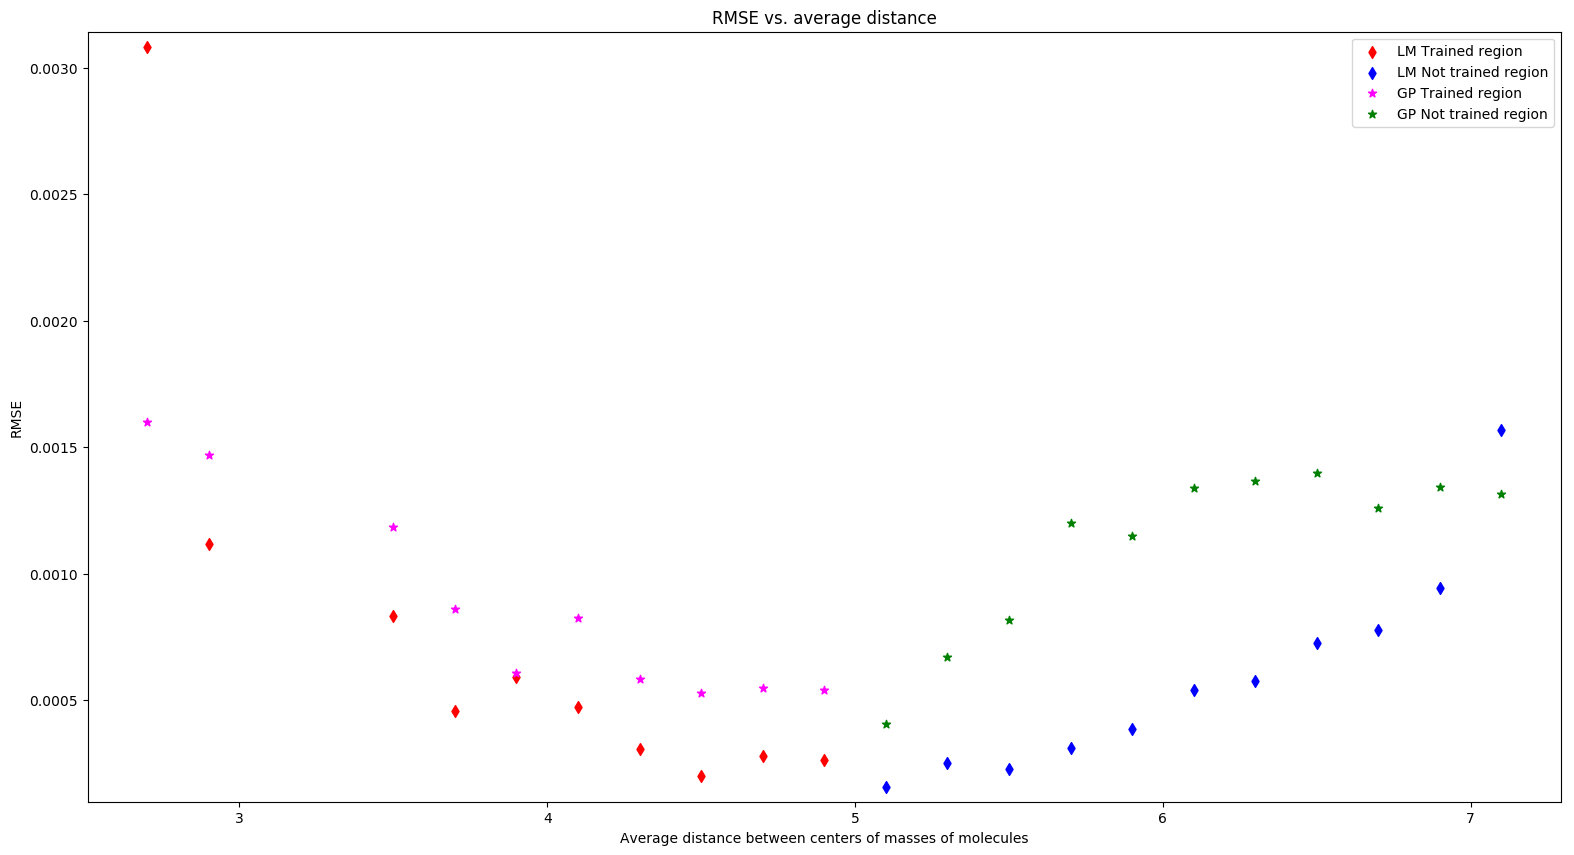 RMSE vs. average distance
LM Trained region
LM Not trained region
GP Trained region
GP Not trained region
RMSE
0.0030
0.0025
0.0020
0.0015
0.0010
0.0005
3 4 5 6 7
Average distance between centers of masses of molecules